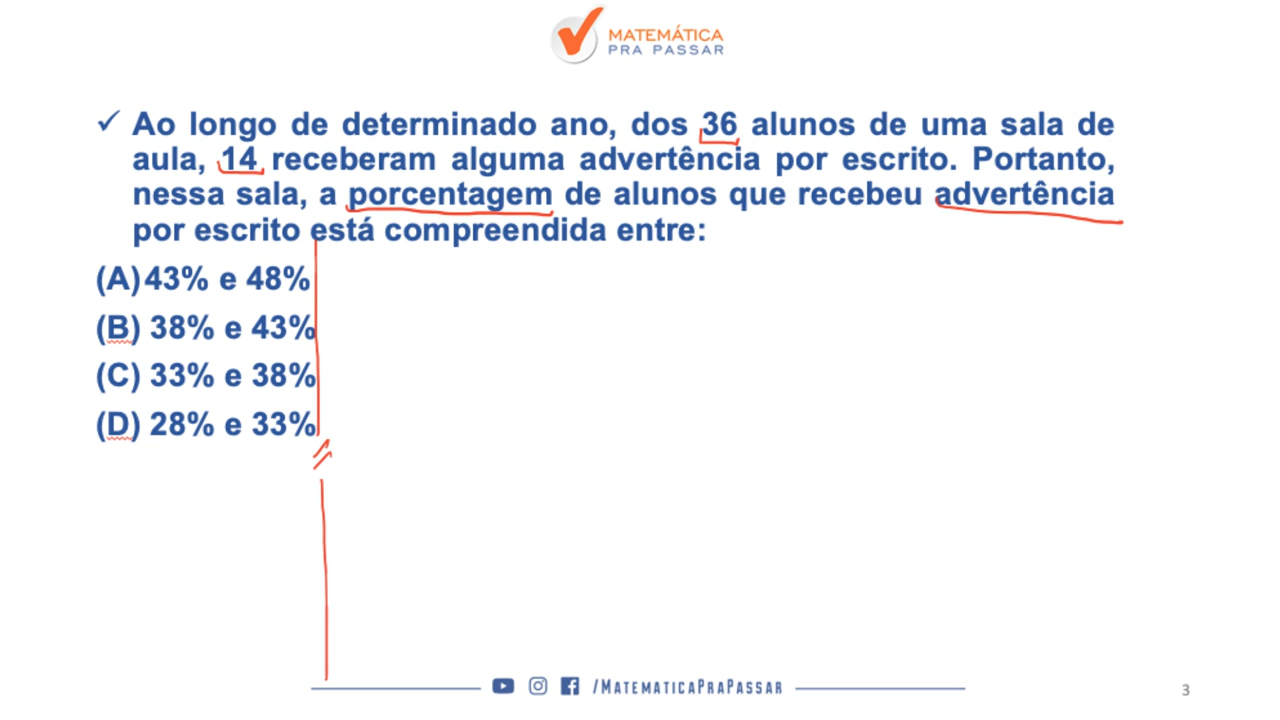 MATEMÁTICA
PRA PASSAR
✓ Ao longo de determinado ano, dos 36 alunos de uma sala de
aula, 14 receberam alguma advertência por escrito. Portanto,
nessa sala, a porcentagem de alunos que recebeu advertência
por escrito está compreendida entre:
(A) 43% e 48%
(B) 38% e 43%
(C) 33% e 38%
(D) 28% e 33%
/MATEMATICAPRAPASSAR
3